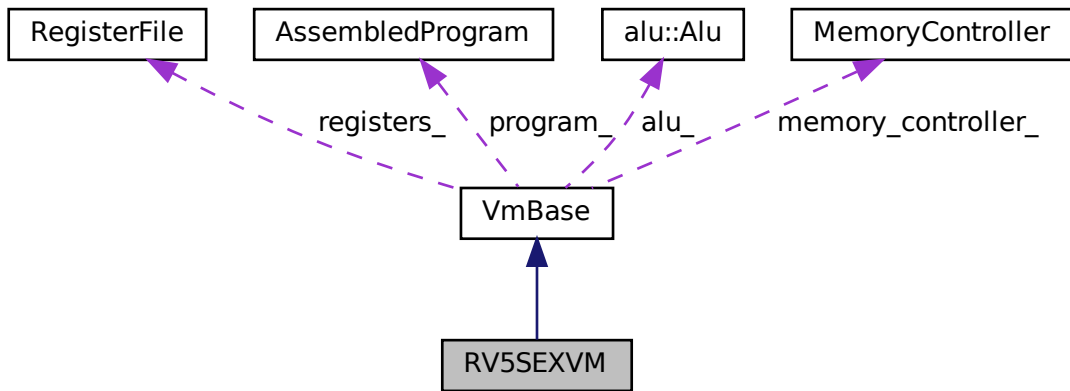 RegisterFile
AssembledProgram
alu::Alu
MemoryController
registers_
program_
alu_
memory_controller_
VmBase
RV5SEXVM